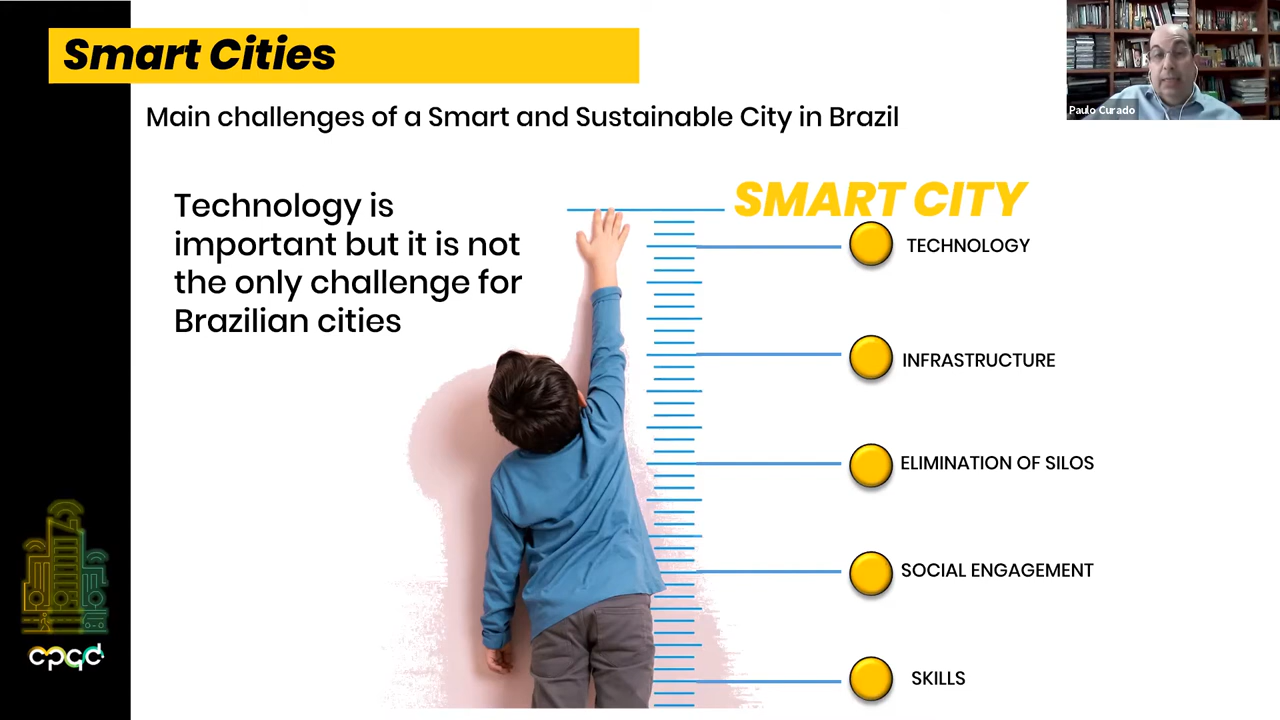 Smart Cities
Paulo Curado
Main challenges of a Smart and Sustainable City in Brazil
Technology is
important but it is not
the only challenge for
Brazilian cities
SMART CITY
TECHNOLOGY
INFRASTRUCTURE
ELIMINATION OF SILOS
SOCIAL ENGAGEMENT
SKILLS
cpqd